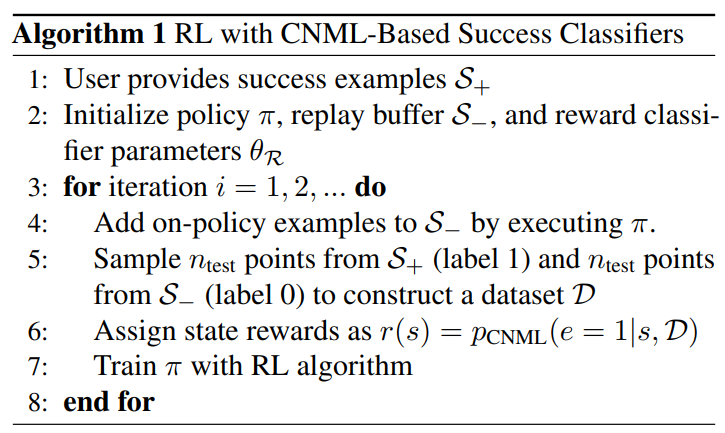 Algorithm 1 RL with CNML-Based Success Classifiers
1: User provides success examples $\mathcal{S}_+$
2: Initialize policy $\pi$, replay buffer $\mathcal{S}_-$, and reward classi-
fier parameters $\theta_{\mathcal{R}}$
3: for iteration $i = 1, 2, ...$ do
4: Add on-policy examples to $\mathcal{S}_-$ by executing $\pi$.
5: Sample $n_{\text{test}}$ points from $\mathcal{S}_+$ (label 1) and $n_{\text{test}}$ points
from $\mathcal{S}_-$ (label 0) to construct a dataset $\mathcal{D}$
6: Assign state rewards as $r(s) = p_{\text{CNML}}(e = 1|s, \mathcal{D})$
7: Train $\pi$ with RL algorithm
8: end for